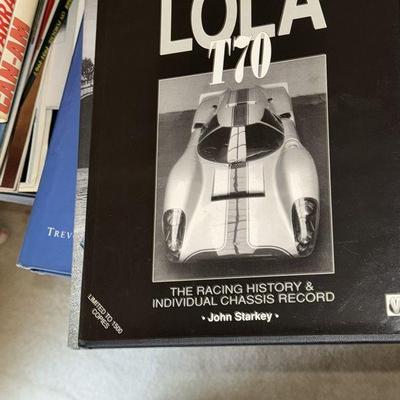 LOLA
T70
THE RACING HISTORY &
INDIVIDUAL CHASSIS RECORD
• John Starkey •
LIMITED TO 1500
COPIES
TREV
CAN-AM